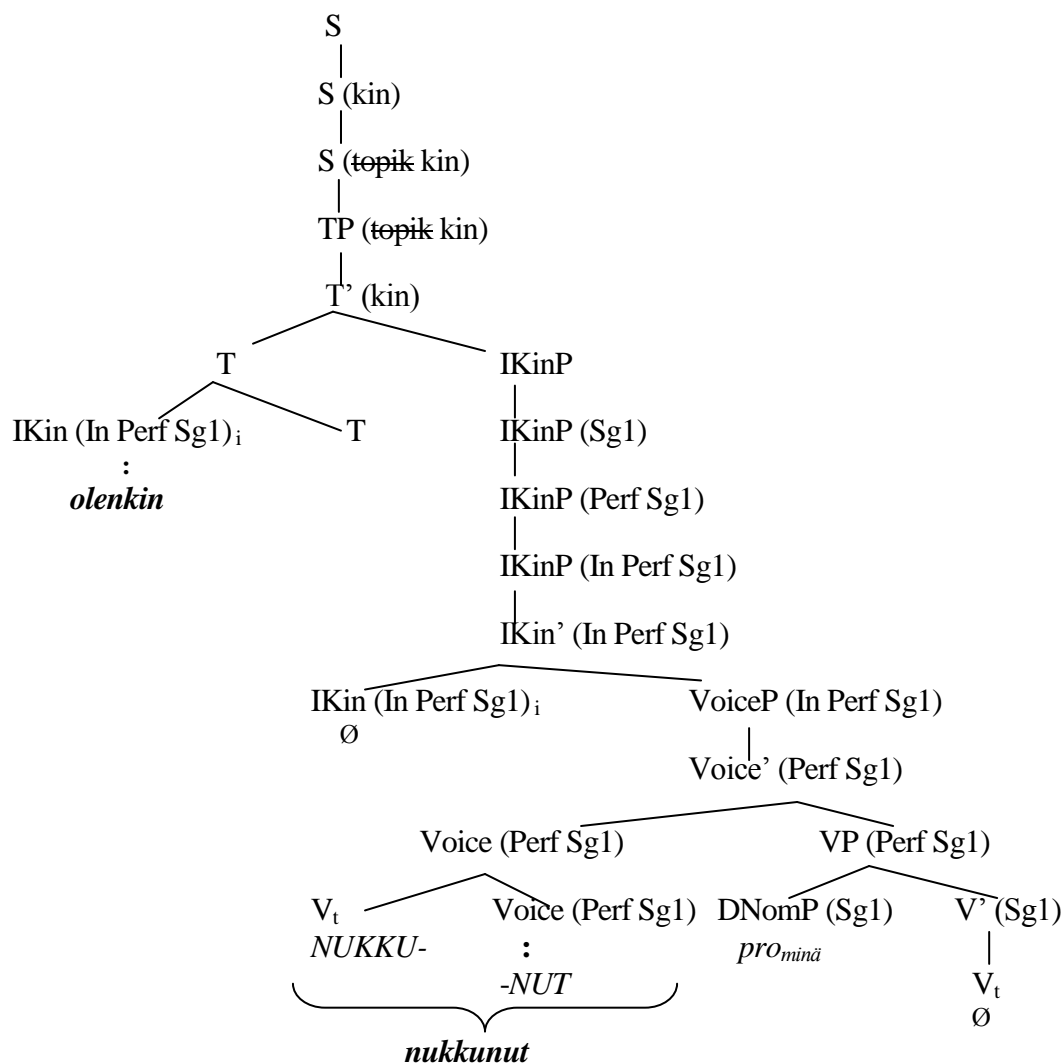 S
S (kin)
S (topik kin)
TP (topik kin)
T’ (kin)
T IKinP
IKin (In Perf Sg1)i T IKinP (Sg1)
:
olenkin IKinP (Perf Sg1)
IKinP (In Perf Sg1)
IKin’ (In Perf Sg1)
IKin (In Perf Sg1)i VoiceP (In Perf Sg1)
Ø
Voice’ (Perf Sg1)
Voice (Perf Sg1) VP (Perf Sg1)
Vt Voice (Perf Sg1) DNomP (Sg1) V’ (Sg1)
NUKKU- : prominä
-NUT Vt
Ø
nukkunut